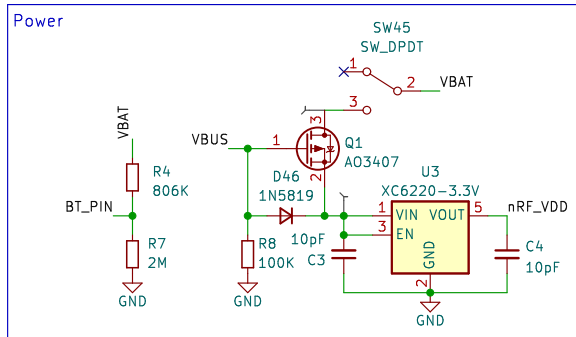 Power
SW45
SW_DPDT
1
2
VBAT
3
VBAT
VBUS
1
3
Q1
AO3407
2
R4
806K
D46
1N5819
U3
XC6220-3.3V
BT_PIN
nRF_VDD
1
VIN
VOUT
5
3
EN
GND
2
R7
2M
R8
100K
10pF
C3
C4
10pF
GND
GND
GND